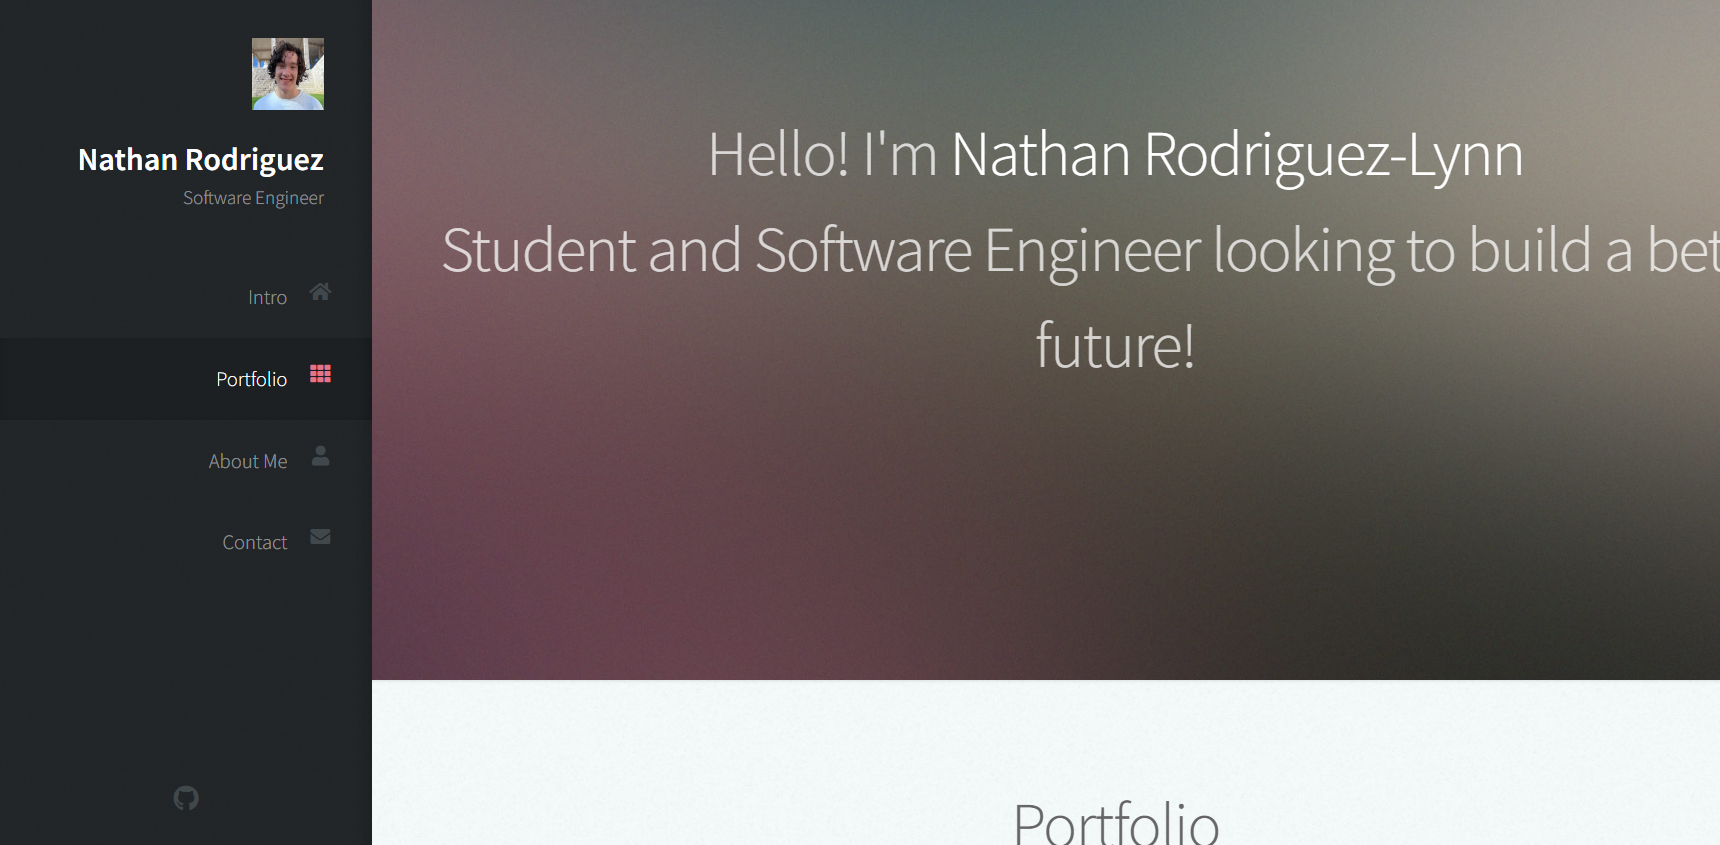 Nathan Rodriguez
Software Engineer
Intro
Portfolio
About Me
Contact
Hello! I'm Nathan Rodriguez-Lynn
Student and Software Engineer looking to build a bet
future!
Portfolio